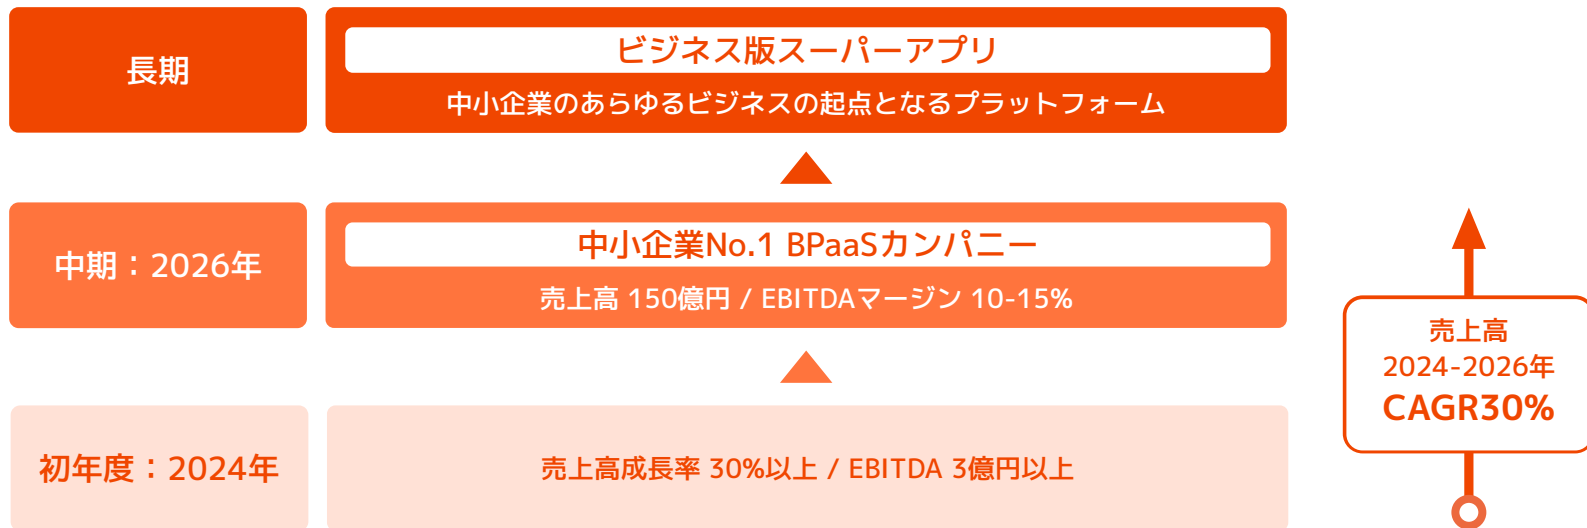 長期
ビジネス版スーパーアプリ
中小企業のあらゆるビジネスの起点となるプラットフォーム
中期：2026年
中小企業No.1 BPaaSカンパニー
売上高 150億円 / EBITDAマージン 10-15%
初年度：2024年
売上高成長率 30%以上 / EBITDA 3億円以上
売上高
2024-2026年
CAGR30%